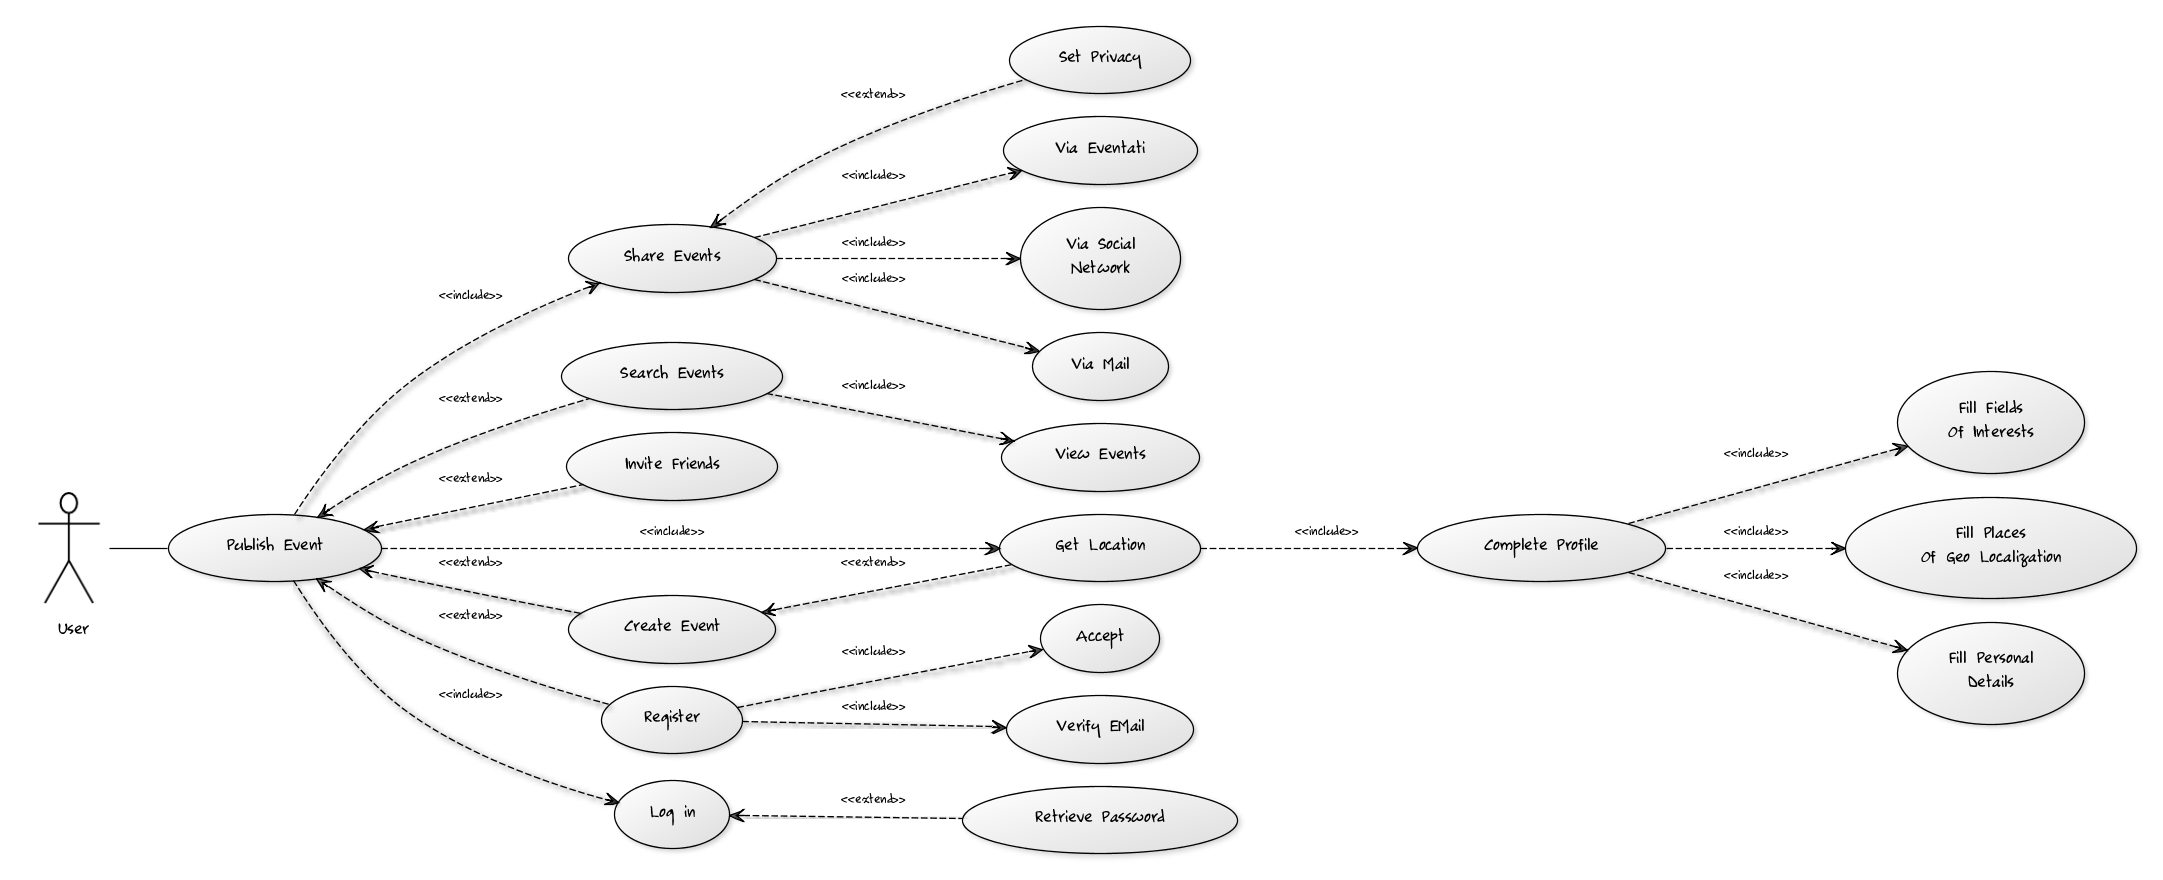 Set Privacy
<<extend>>
Via Eventati
<<include>>
Via Social
Network
<<include>>
Share Events
<<include>>
<<include>>
Via Mail
Search Events
<<include>>
<<extend>>
Fill Fields
Of Interests
View Events
<<include>>
Invite Friends
<<extend>>
<<include>>
<<include>>
<<include>>
Fill Places
Of Geo Localization
Publish Event
Get Location
Complete Profile
<<extend>>
<<extend>>
<<include>>
<<extend>>
Create Event
User
Accept
<<include>>
Fill Personal
Details
<<include>>
<<include>>
Register
Verify EMail
<<extend>>
Log in
Retrieve Password